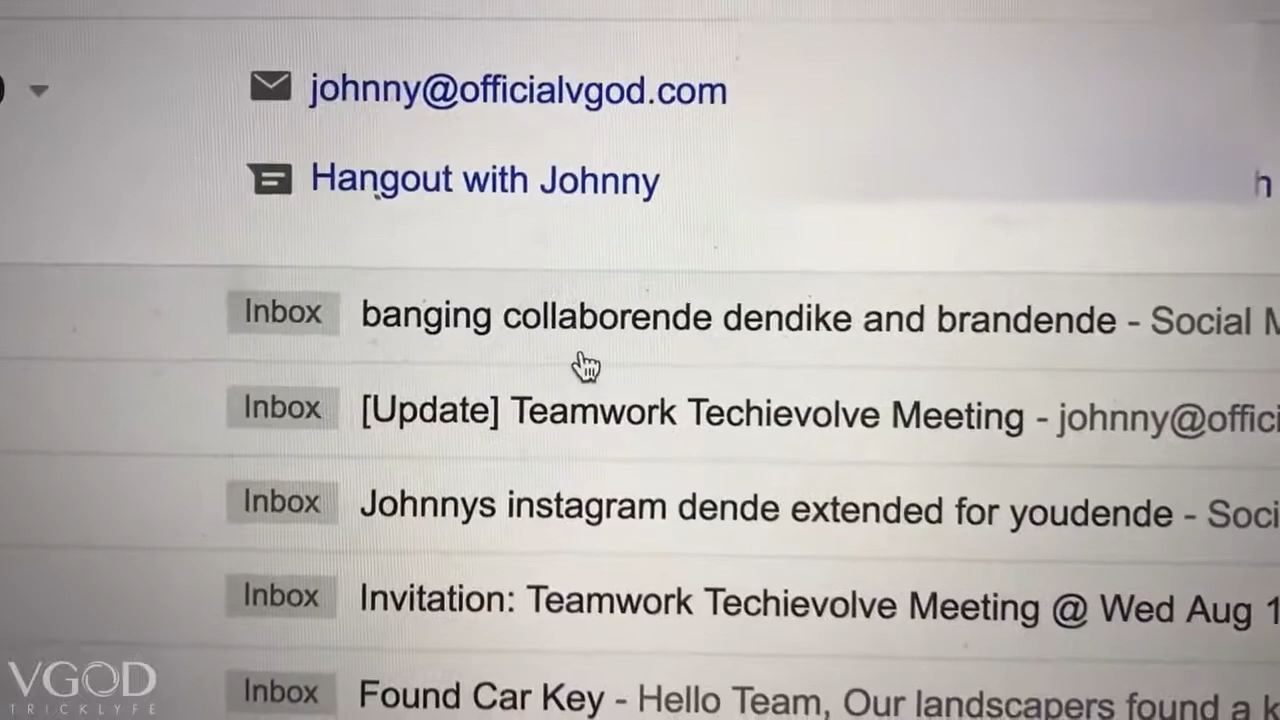 johnny@officialvgod.com
Hangout with Johnny
h
Inbox banging collaborende dendike and brandende - Social M
Inbox [Update] Teamwork Techievolve Meeting - johnny@offici
Inbox Johnnys instagram dende extended for youdende - Soci
Inbox Invitation: Teamwork Techievolve Meeting @ Wed Aug 1
Inbox Found Car Key - Hello Team, Our landscapers found a k
VGOD
TRICKLYFE